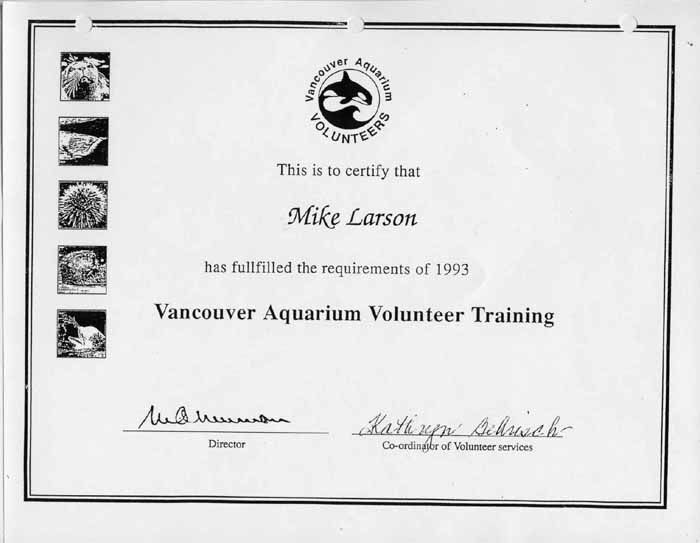 Vancouver Aquarium
VOLUNTEERS
This is to certify that
Mike Larson
has fullfilled the requirements of 1993
Vancouver Aquarium Volunteer Training
Kathryn
Director
Co-ordinator of Volunteer services